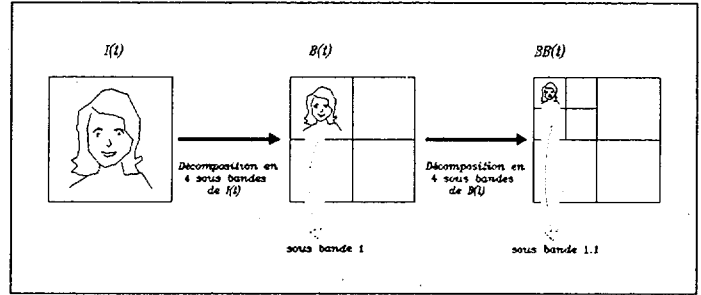 I(t)
B(t)
BB(t)
Décomposition en
4 sous bandes
de I(t)
Décomposition en
4 sous bandes
de B(t)
sous bande 1
sous bande 1.1